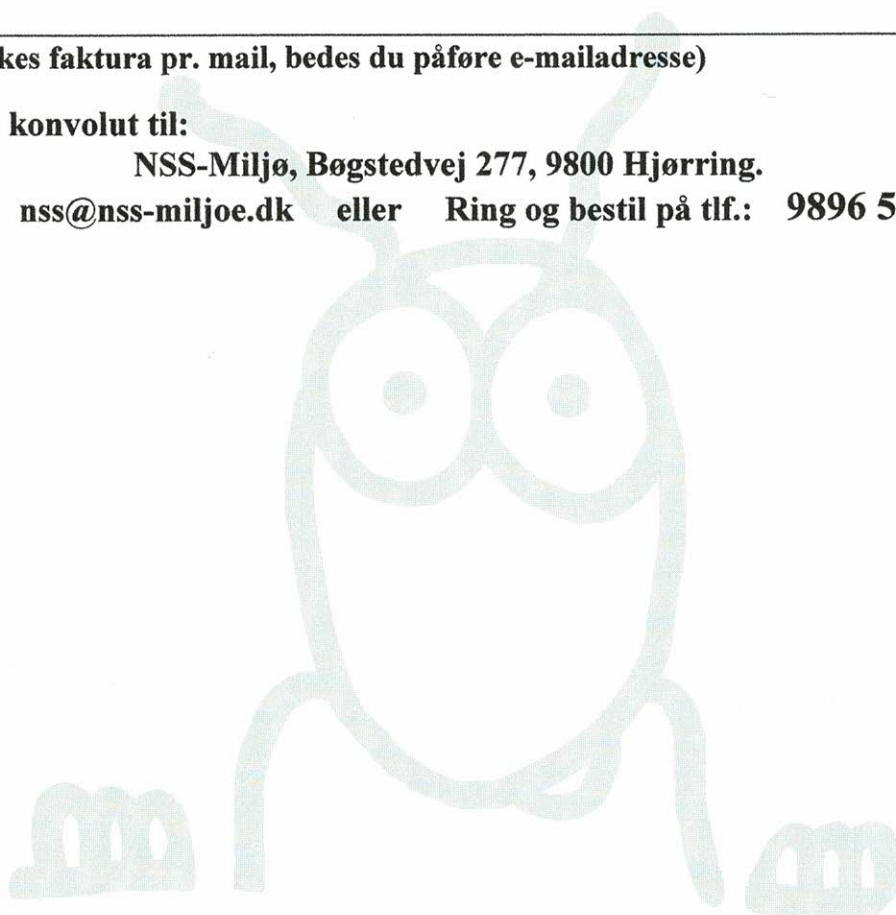 kes faktura pr. mail, bedes du påføre e-mailadresse)
konvolut til:
NSS-Miljø, Bøgstedvej 277, 9800 Hjørring.
nss@nss-miljoe.dk eller Ring og bestil på tlf.: 9896 5